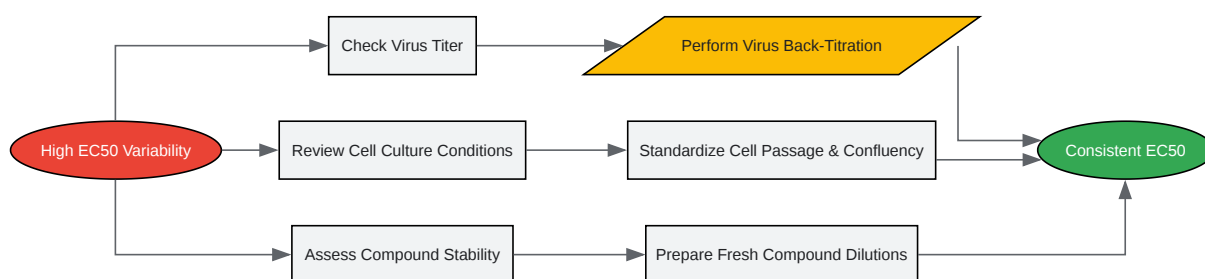 Check Virus Titer
Perform Virus Back-Titration
High EC50 Variability
Review Cell Culture Conditions
Standardize Cell Passage & Confluency
Consistent EC50
Assess Compound Stability
Prepare Fresh Compound Dilutions